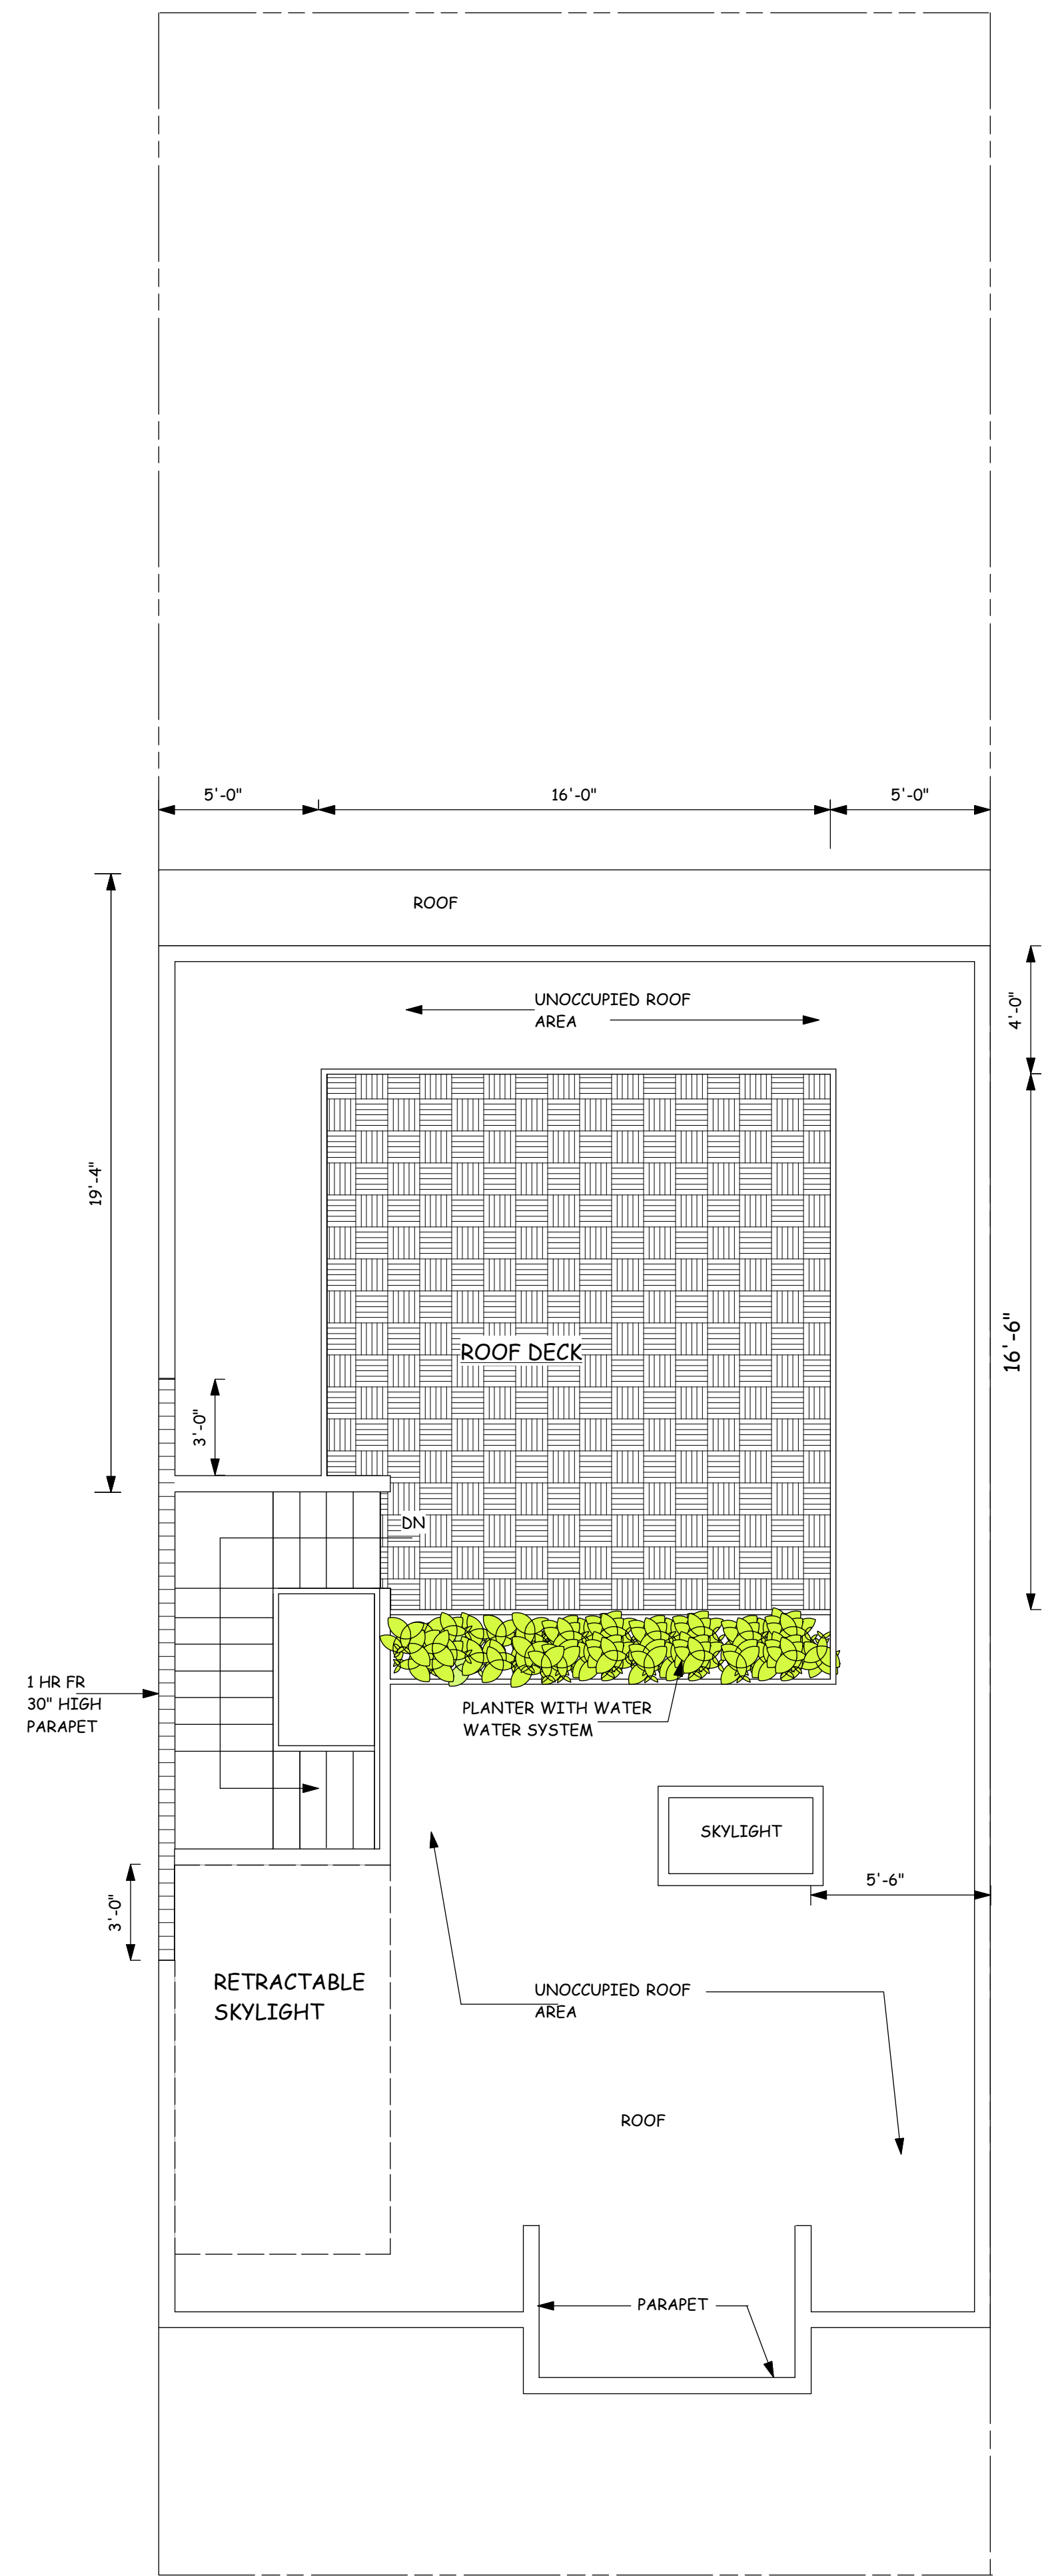 5'-0"
16'-0"
5'-0"
ROOF
UNOCCUPIED ROOF
AREA
4'-0"
19'-4"
16'-6"
ROOF DECK
3'-0"
DN
1 HR FR
30" HIGH
PARAPET
PLANTER WITH WATER
WATER SYSTEM
SKYLIGHT
5'-6"
3'-0"
RETRACTABLE
SKYLIGHT
UNOCCUPIED ROOF
AREA
ROOF
PARAPET